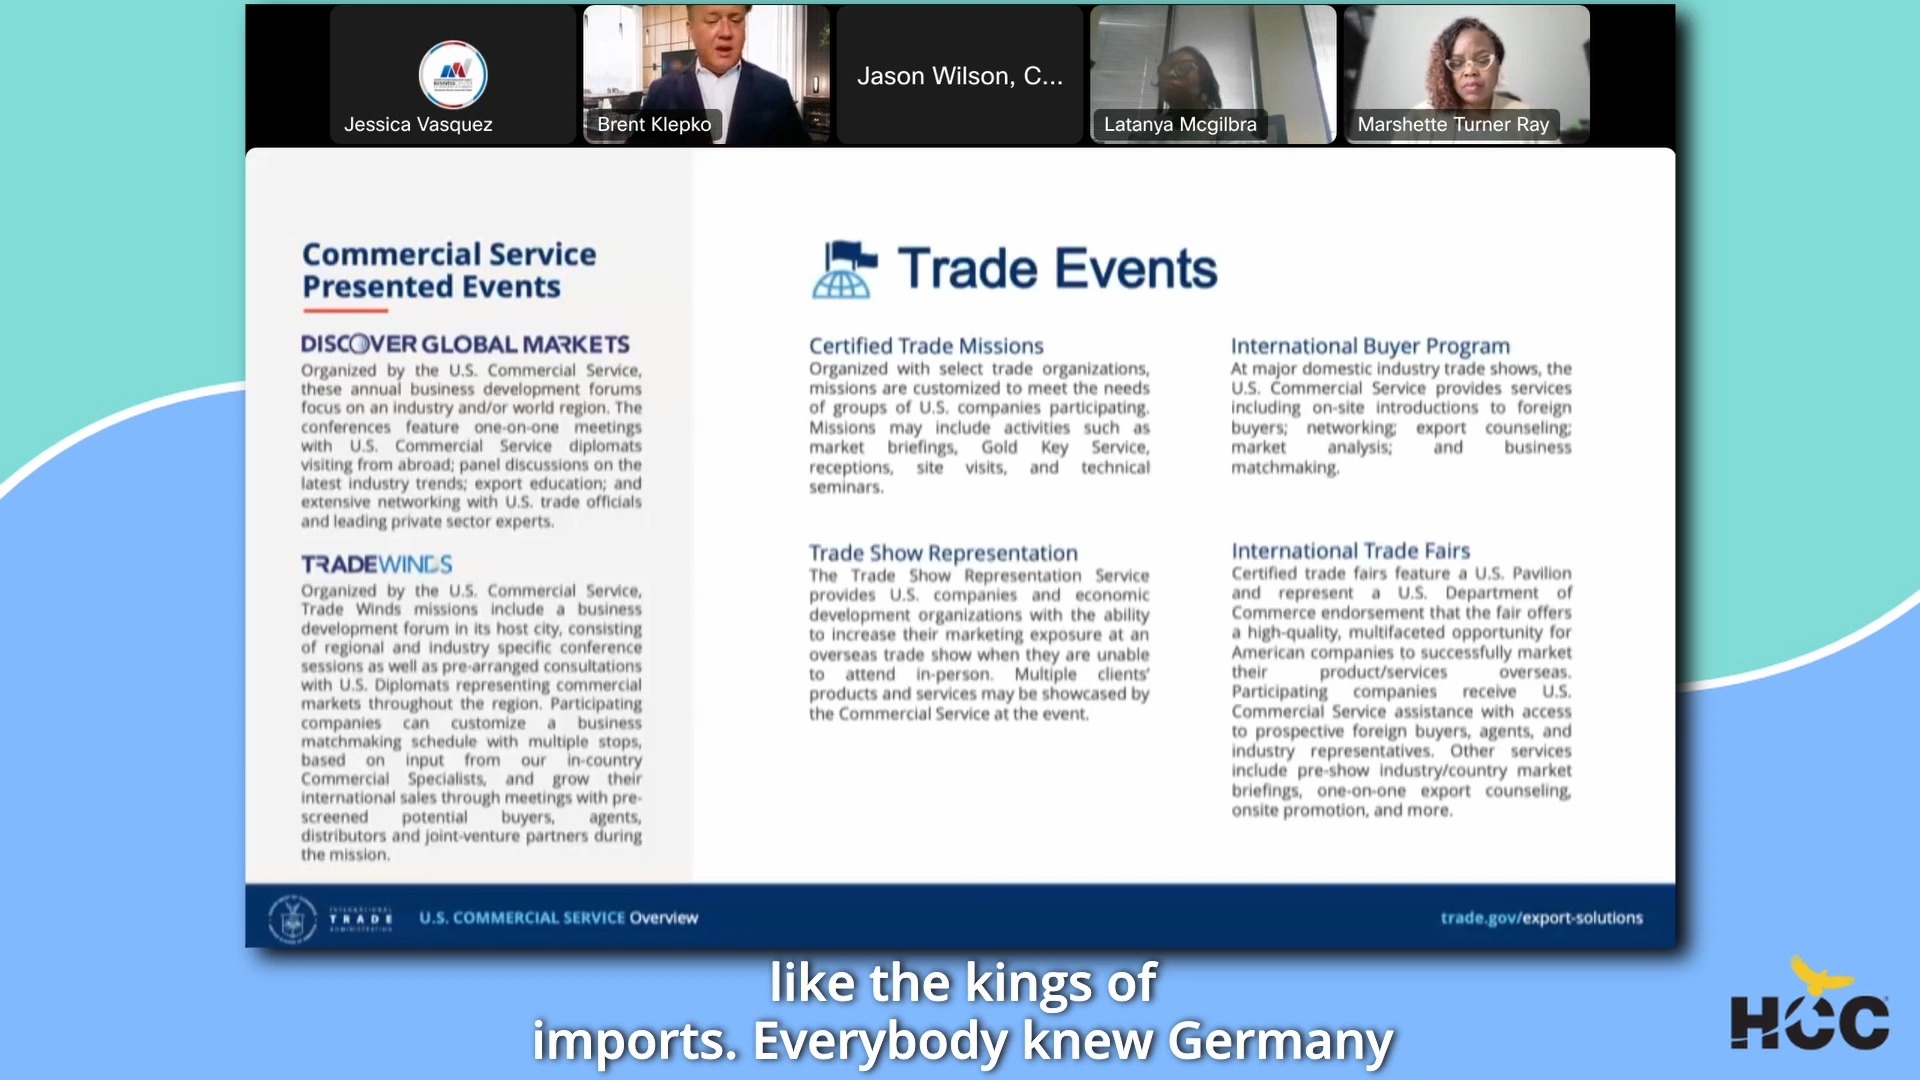 Jessica Vasquez
Brent Klepko
Jason Wilson, C...
Latanya Mcgilbra
Marshette Turner Ray
Commercial Service
Presented Events
DISCOVER GLOBAL MARKETS
Organized by the U.S. Commercial Service,
these annual business development forums
focus on an industry and/or world region. The
conferences feature one-on-one meetings
with U.S. Commercial Service diplomats
visiting from abroad; panel discussions on the
latest industry trends; export education; and
extensive networking with U.S. trade officials
and leading private sector experts.
TRADEWINDS
Organized by the U.S. Commercial Service,
Trade Winds missions include a business
development forum in its host city, consisting
of regional and industry specific conference
sessions as well as pre-arranged consultations
with U.S. Diplomats representing commercial
markets throughout the region. Participating
companies can customize a business
matchmaking schedule with multiple stops,
based on input from our in-country
Commercial Specialists, and grow their
international sales through meetings with pre-
screened potential buyers, agents,
distributors and joint-venture partners during
the mission.
Trade Events
Certified Trade Missions
Organized with select trade organizations,
missions are customized to meet the needs
of groups of U.S. companies participating.
Missions may include activities such as
market briefings, Gold Key Service,
receptions, site visits, and technical
seminars.
International Buyer Program
At major domestic industry trade shows, the
U.S. Commercial Service provides services
including on-site introductions to foreign
buyers; networking; export counseling;
market analysis; and business
matchmaking.
Trade Show Representation
The Trade Show Representation Service
provides U.S. companies and economic
development organizations with the ability
to increase their marketing exposure at an
overseas trade show when they are unable
to attend in-person. Multiple clients'
products and services may be showcased by
the Commercial Service at the event.
International Trade Fairs
Certified trade fairs feature a U.S. Pavilion
and represent a U.S. Department of
Commerce endorsement that the fair offers
a high-quality, multifaceted opportunity for
American companies to successfully market
their product/services overseas.
Participating companies receive U.S.
Commercial Service assistance with access
to prospective foreign buyers, agents, and
industry representatives. Other services
include pre-show industry/country market
briefings, one-on-one export counseling,
onsite promotion, and more.
INTERNATIONAL
TRADE
ADMINISTRATION
U.S. COMMERCIAL SERVICE Overview
trade.gov/export-solutions
like the kings of
imports. Everybody knew Germany
HCC